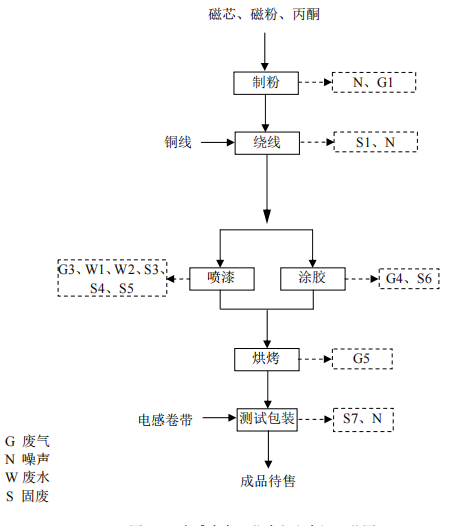 磁芯、磁粉、丙酮
制粉
N、G1
铜线
绕线
S1、N
G3、W1、W2、S3、
S4、S5
喷漆
涂胶
G4、S6
烘烤
G5
电感卷带
测试包装
S7、N
成品待售
G 废气
N 噪声
W 废水
S 固废